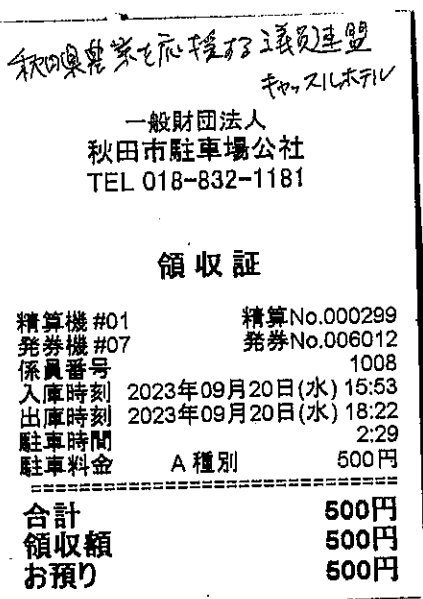 秋田県農業を応援する議員連盟
キャッスルホテル
一般財団法人
秋田市駐車場公社
TEL 018-832-1181
領収証
精算機 #01 精算No.000299
発券機 #07 発券No.006012
係員番号 1008
入庫時刻 2023年09月20日(水) 15:53
出庫時刻 2023年09月20日(水) 18:22
駐車時間 2:29
駐車料金 A 種別 500円
==============================
合計 500円
領収額 500円
お預り 500円